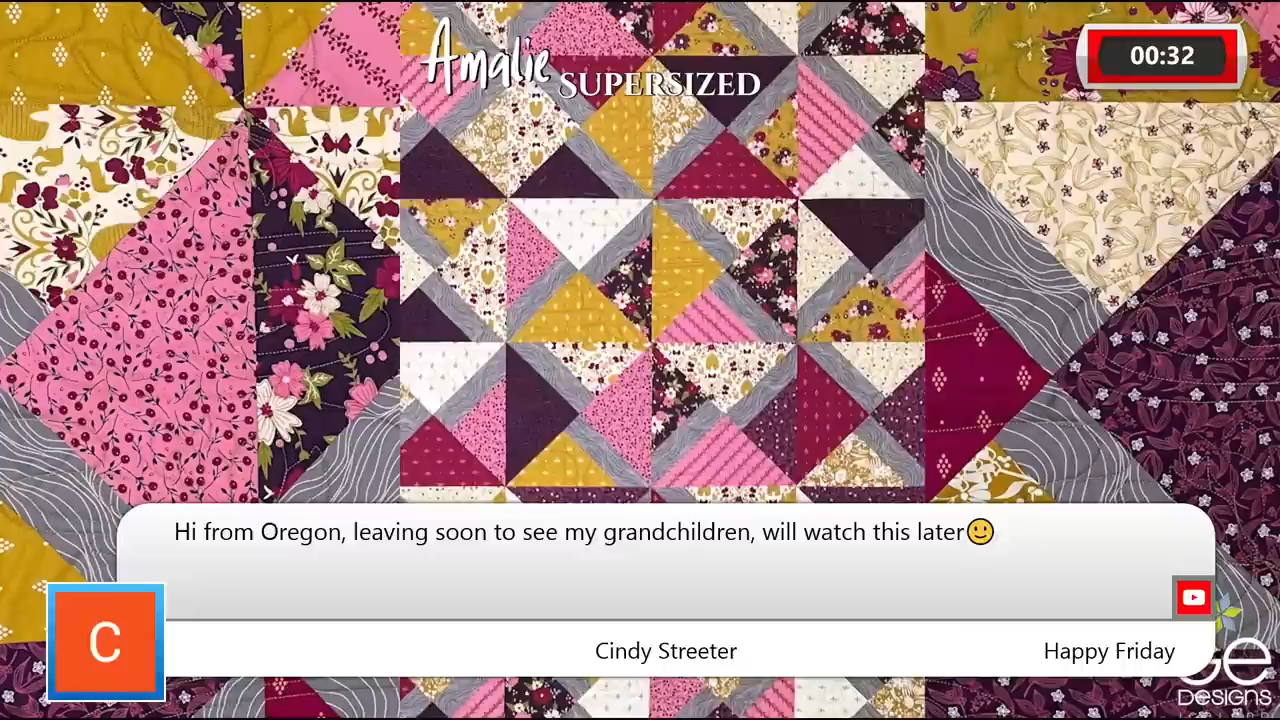 Amalie SUPERSIZED
00:32
Hi from Oregon, leaving soon to see my grandchildren, will watch this later🙂
C
Cindy Streeter
Happy Friday
DESIGNS